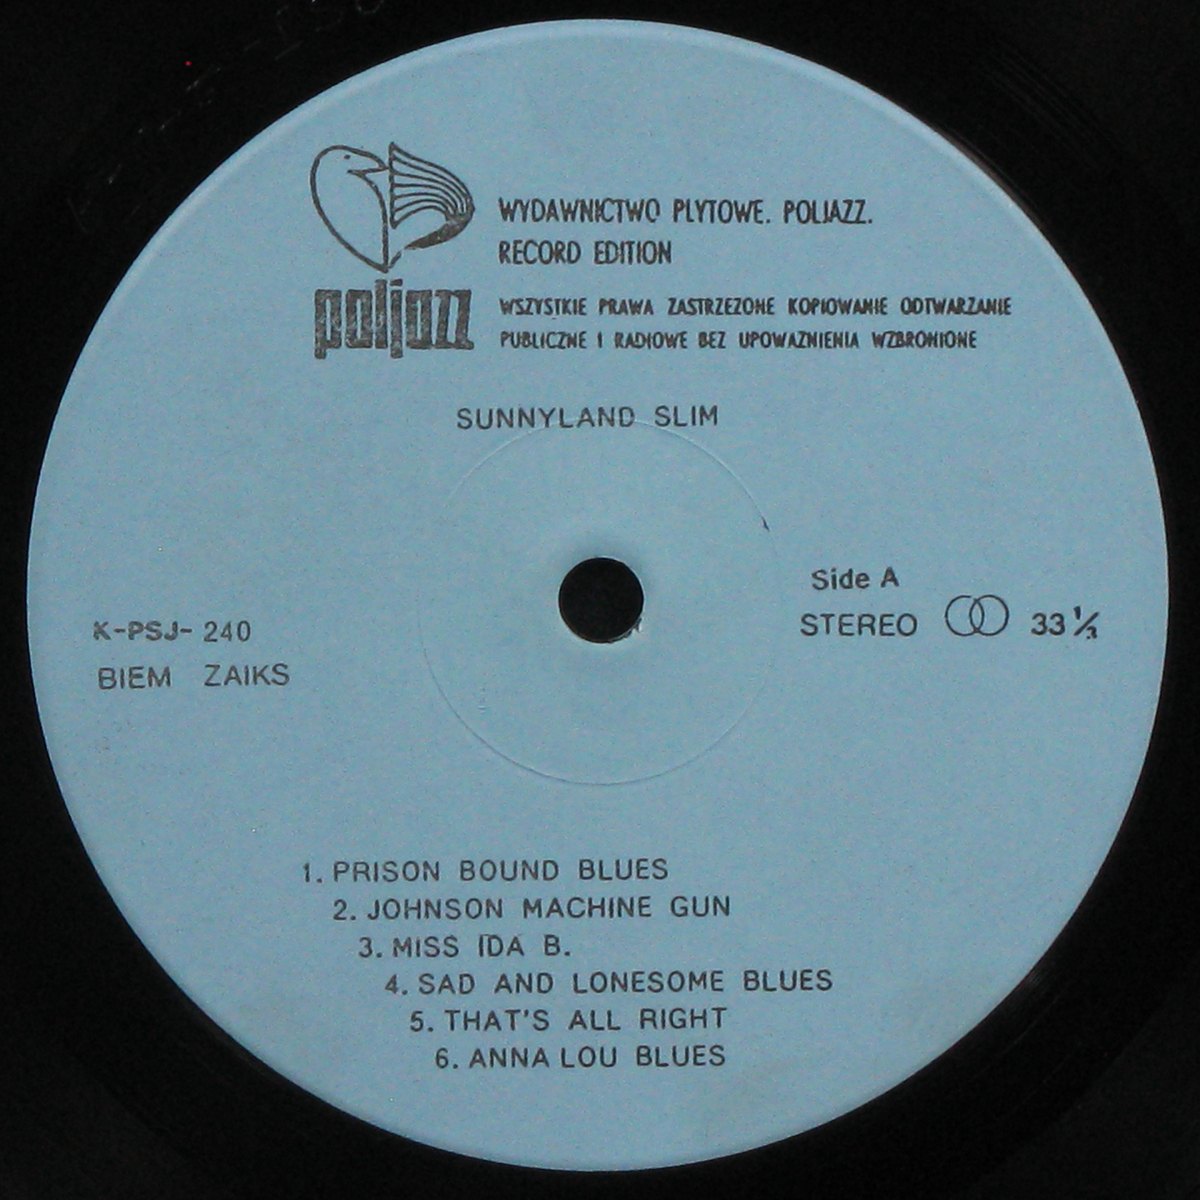 WYDAWNICTWO PLYTOWE. POLJAZZ.
RECORD EDITION
poljazz
WSZYSTKIE PRAWA ZASTRZEZONE KOPIOWANIE ODTWARZANIE
PUBLICZNE I RADIOWE BEZ UPOWAZNIENIA WZBRONIONE
SUNNYLAND SLIM
Side A
STEREO 33 1/3
K-PSJ- 240
BIEM ZAIKS
1. PRISON BOUND BLUES
2. JOHNSON MACHINE GUN
3. MISS IDA B.
4. SAD AND LONESOME BLUES
5. THAT'S ALL RIGHT
6. ANNA LOU BLUES